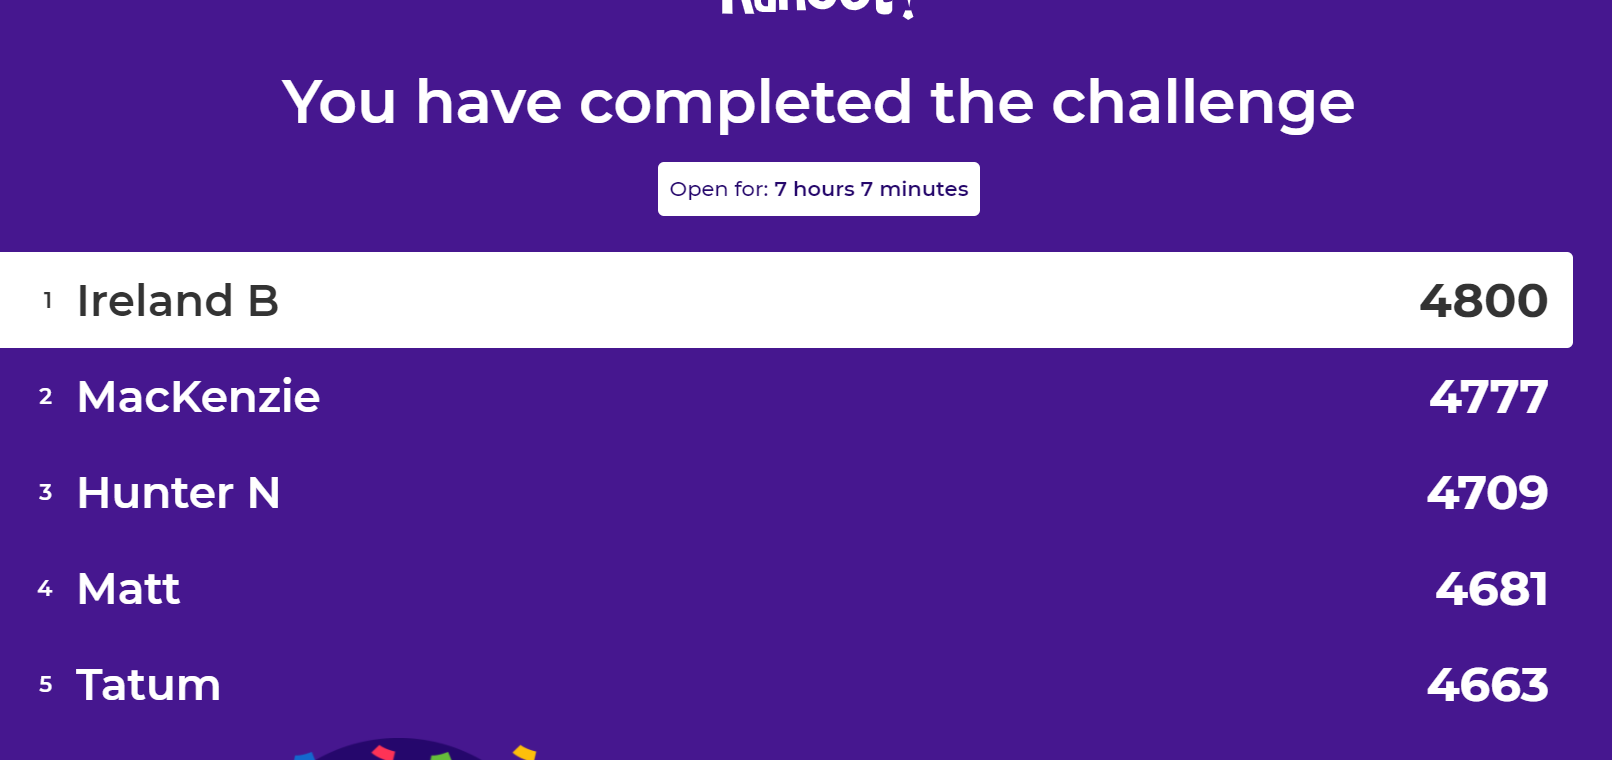 Kahoot!
You have completed the challenge
Open for: 7 hours 7 minutes
1 Ireland B 4800
2 MacKenzie 4777
3 Hunter N 4709
4 Matt 4681
5 Tatum 4663